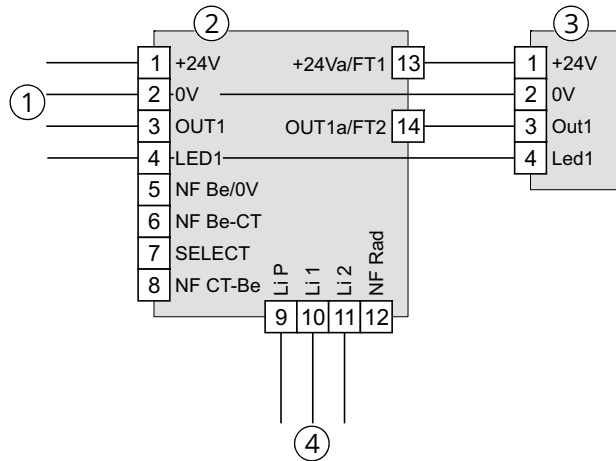 2
3
1 +24V +24Va/FT1 13 1 +24V
1
2 0V 2 0V
3 OUT1 OUT1a/FT2 14 3 Out1
4 LED1 4 Led1
5 NF Be/0V
6 NF Be-CT
7 SELECT
8 NF CT-Be
Li P Li 1 Li 2 NF Rad
9 10 11 12
4